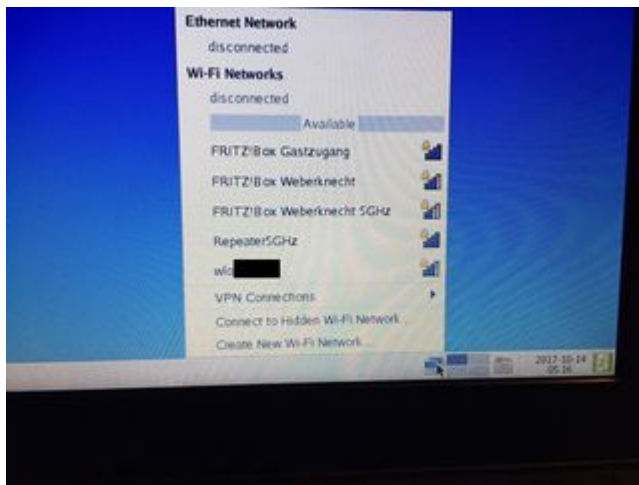 Ethernet Network
disconnected
Wi-Fi Networks
disconnected
Available
FRITZ!Box Gastzugang
FRITZ!Box Weberknecht
FRITZ!Box Weberknecht 5GHz
Repeater5GHz
VPN Connections
Connect to Hidden Wi-Fi Network...
Create New Wi-Fi Network...
2017-10-14
05:16